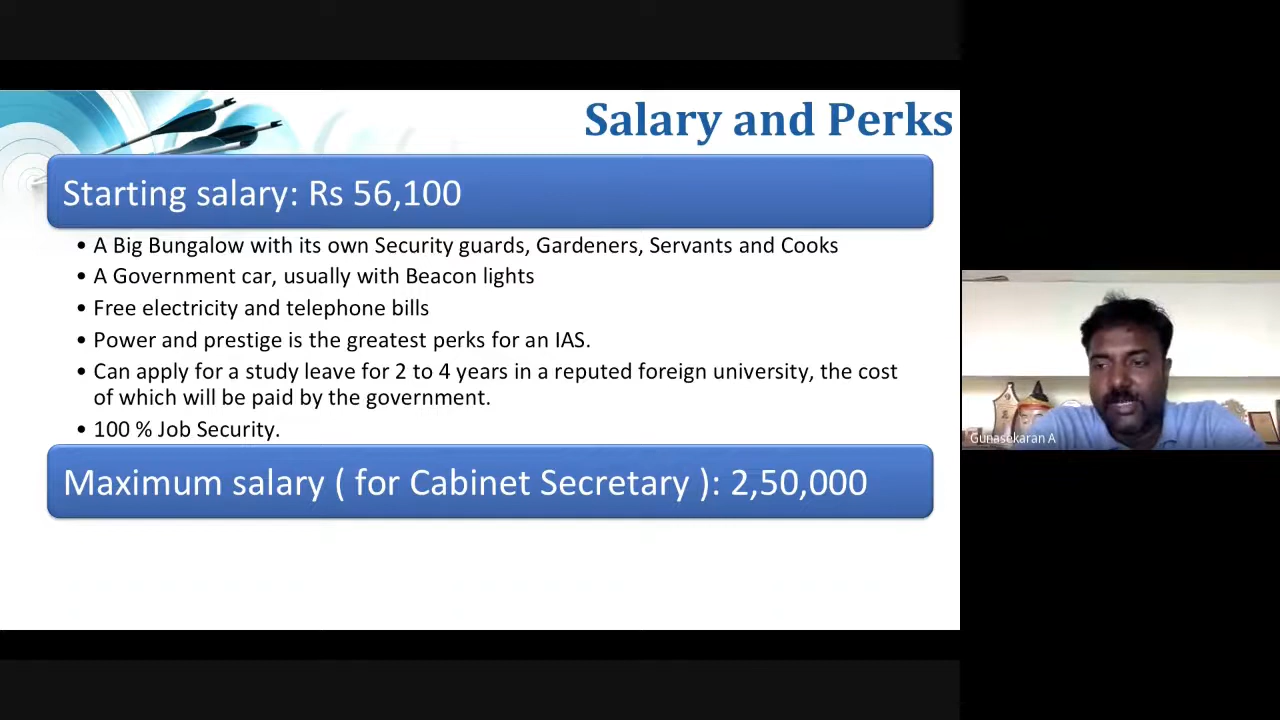 Salary and Perks
Starting salary: Rs 56,100
• A Big Bungalow with its own Security guards, Gardeners, Servants and Cooks
• A Government car, usually with Beacon lights
• Free electricity and telephone bills
• Power and prestige is the greatest perks for an IAS.
• Can apply for a study leave for 2 to 4 years in a reputed foreign university, the cost
of which will be paid by the government.
• 100 % Job Security.
Maximum salary ( for Cabinet Secretary ): 2,50,000
Gunasekaran A